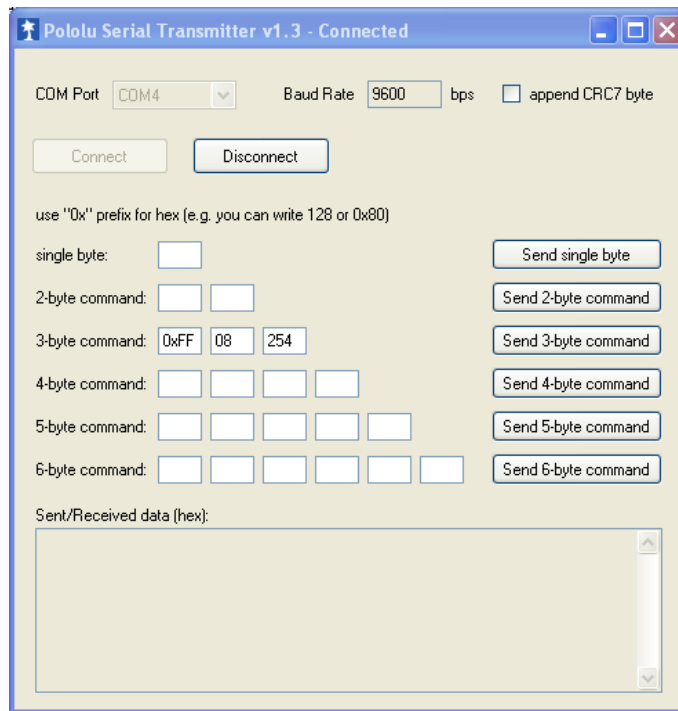 Pololu Serial Transmitter v1.3 - Connected
COM Port COM4 Baud Rate 9600 bps append CRC7 byte
Connect Disconnect
use "0x" prefix for hex (e.g. you can write 128 or 0x80)
single byte: Send single byte
2-byte command: Send 2-byte command
3-byte command: 0xFF 08 254 Send 3-byte command
4-byte command: Send 4-byte command
5-byte command: Send 5-byte command
6-byte command: Send 6-byte command
Sent/Received data (hex):